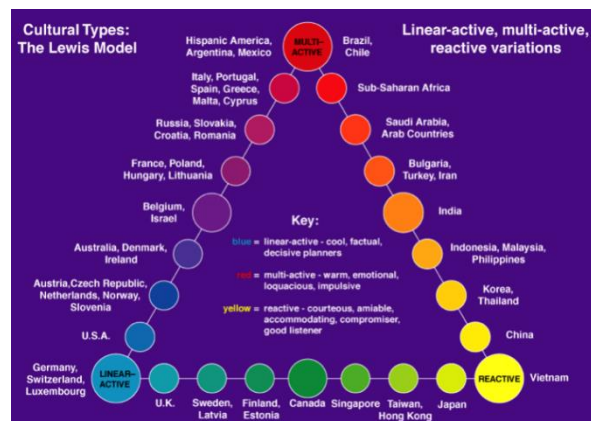 Cultural Types:
The Lewis Model
Linear-active, multi-active,
reactive variations
Hispanic America,
Argentina, Mexico
MULTI-
ACTIVE
Brazil,
Chile
Italy, Portugal,
Spain, Greece,
Malta, Cyprus
Sub-Saharan Africa
Russia, Slovakia,
Croatia, Romania
Saudi Arabia,
Arab Countries
France, Poland,
Hungary, Lithuania
Bulgaria,
Turkey, Iran
Belgium,
Israel
India
Key:
blue = linear-active - cool, factual,
decisive planners
red = multi-active - warm, emotional,
loquacious, impulsive
yellow = reactive - courteous, amiable,
accommodating, compromiser,
good listener
Australia, Denmark,
Ireland
Indonesia, Malaysia,
Philippines
Austria,Czech Republic,
Netherlands, Norway,
Slovenia
Korea,
Thailand
U.S.A.
China
Germany,
Switzerland,
Luxembourg
LINEAR-
ACTIVE
REACTIVE
Vietnam
U.K.
Sweden,
Latvia
Finland,
Estonia
Canada
Singapore
Taiwan,
Hong Kong
Japan